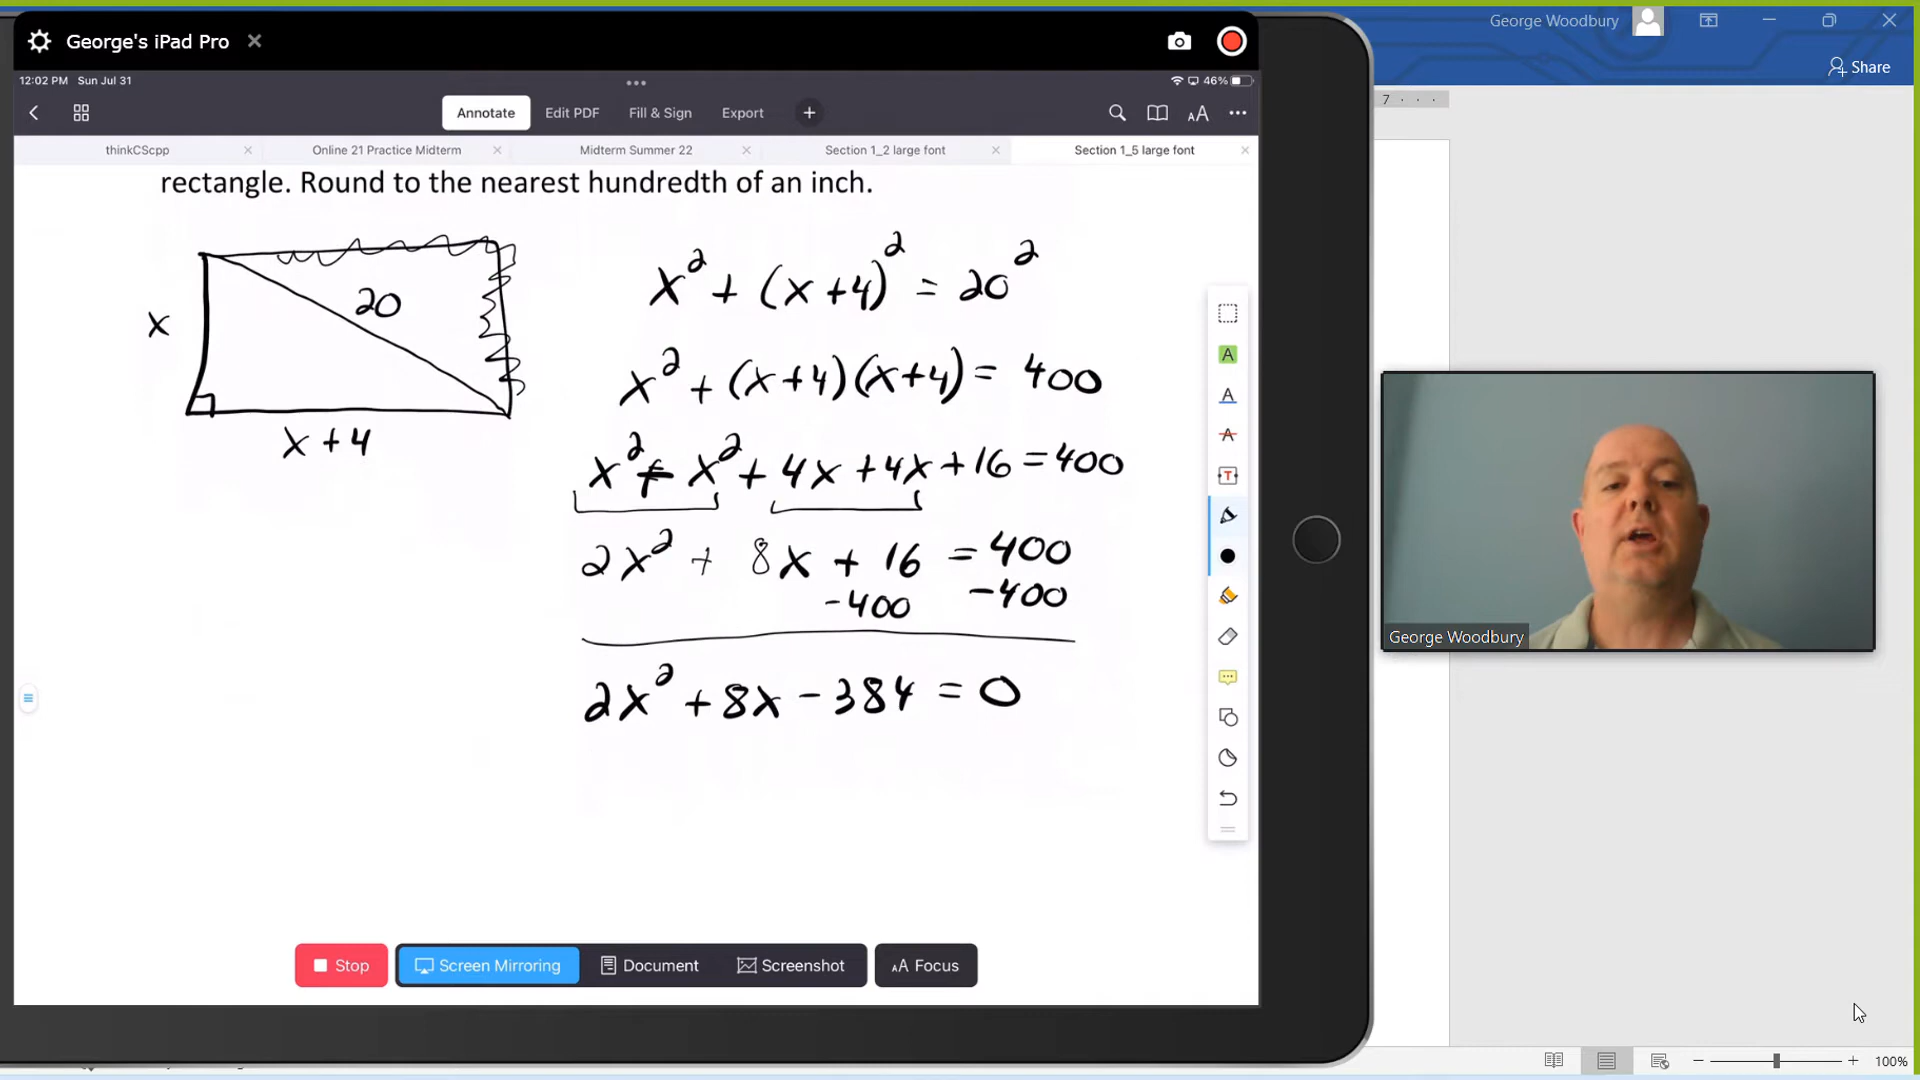 George Woodbury
George's iPad Pro
Share
12:02 PM Sun Jul 31
46%
7
Annotate
Edit PDF
Fill & Sign
Export
thinkCScpp
Online 21 Practice Midterm
Midterm Summer 22
Section 1_2 large font
Section 1_5 large font
rectangle. Round to the nearest hundredth of an inch.
x
20
x + 4
x² + (x + 4)² = 20²
x² + (x + 4)(x + 4) = 400
x² + x² + 4x + 4x + 16 = 400
2x² + 8x + 16 = 400
-400 -400
2x² + 8x - 384 = 0
George Woodbury
Stop
Screen Mirroring
Document
Screenshot
AA Focus
100%